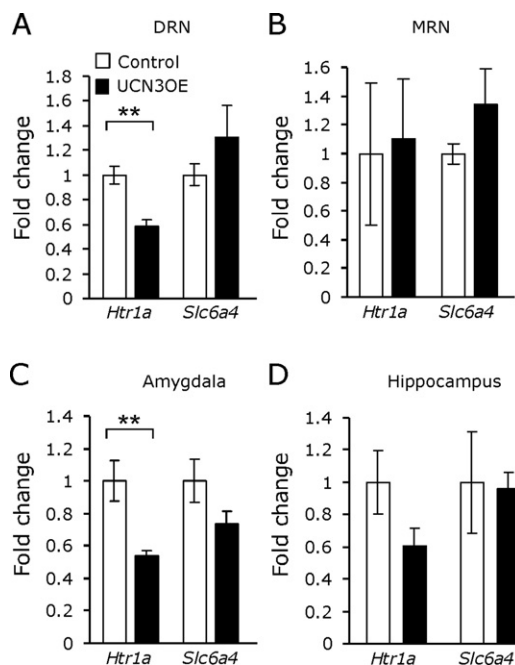 A
DRN
Control
UCN3OE
**
Fold change
1.8
1.6
1.4
1.2
1
0.8
0.6
0.4
0.2
0
Htr1a Slc6a4
B
MRN
Fold change
1.6
1.4
1.2
1
0.8
0.6
0.4
0.2
0
Htr1a Slc6a4
C
Amygdala
**
Fold change
1.4
1.2
1
0.8
0.6
0.4
0.2
0
Htr1a Slc6a4
D
Hippocampus
Fold change
1.4
1.2
1
0.8
0.6
0.4
0.2
0
Htr1a Slc6a4